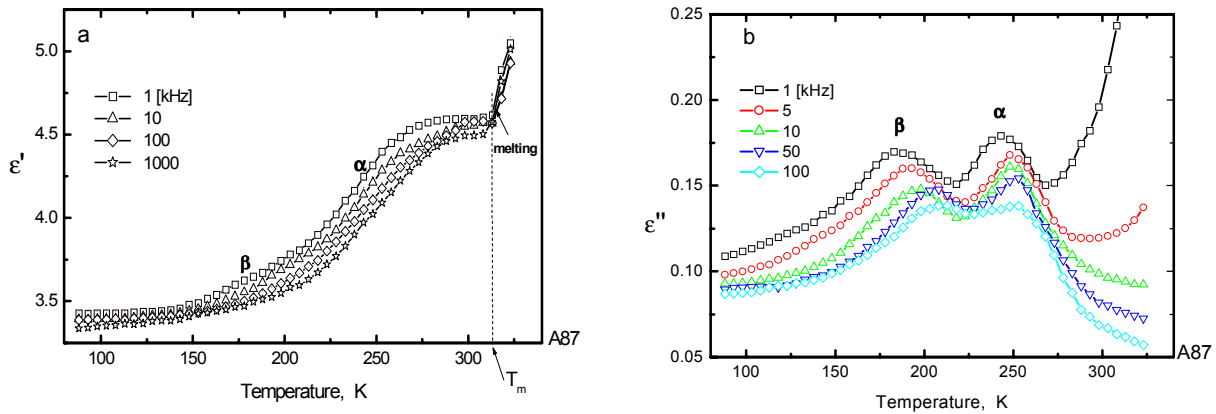 a
5.0
4.5
4.0
3.5
ε'
1 [kHz]
10
100
1000
β
α
melting
100
150
200
250
300
A87
Temperature, K
Tm
b
0.25
0.20
0.15
0.10
0.05
ε"
1 [kHz]
5
10
50
100
β
α
100
150
200
250
300
A87
Temperature, K